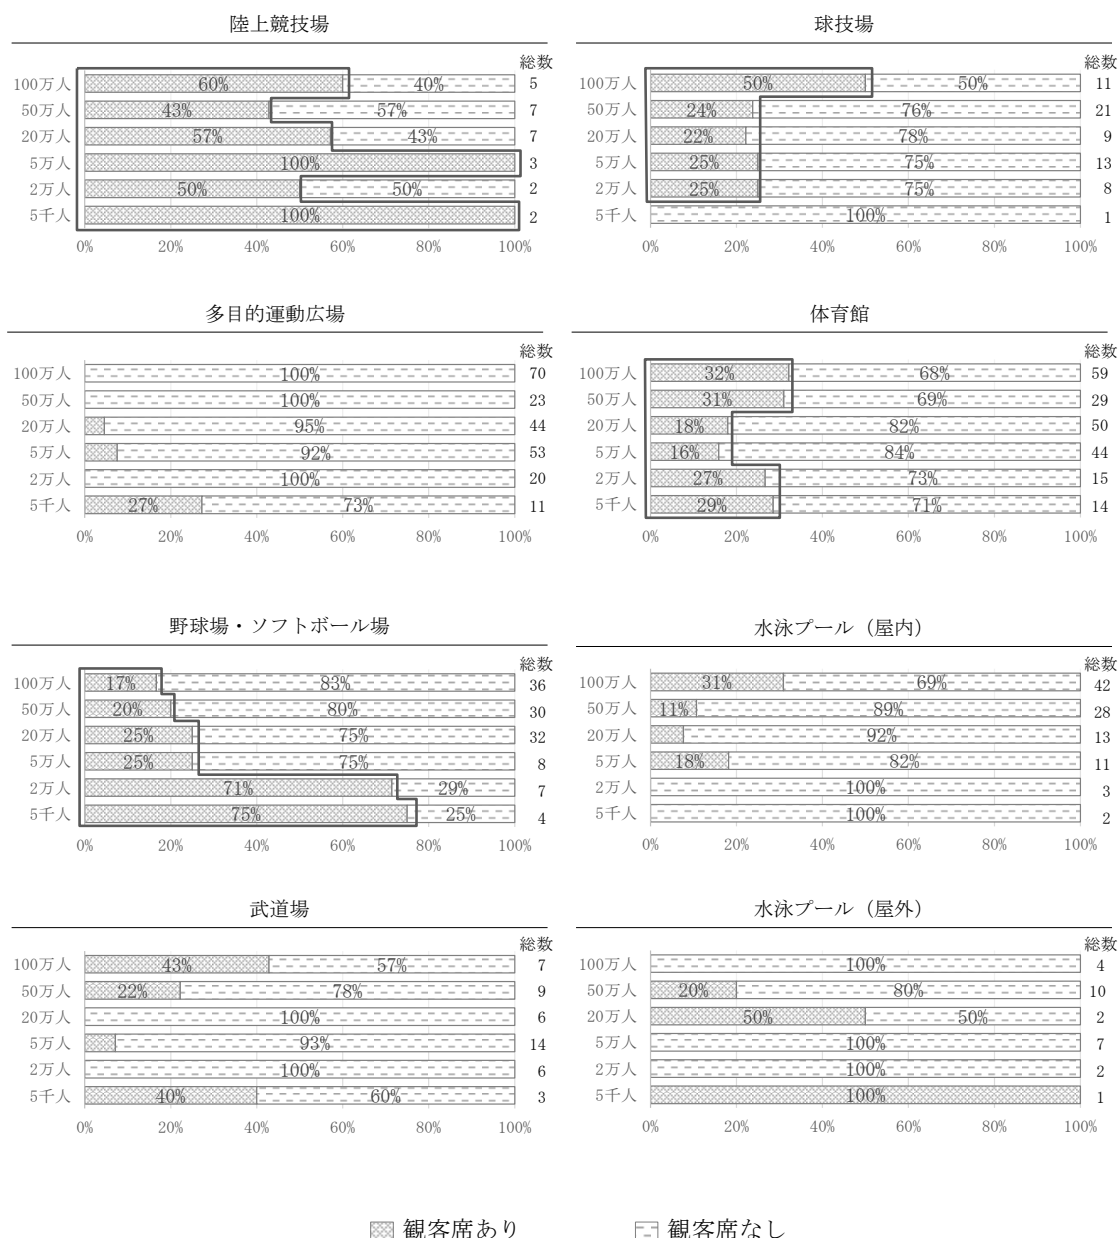 陸上競技場
総数
100万人 60% 40% 5
50万人 43% 57% 7
20万人 57% 43% 7
5万人 100% 3
2万人 50% 50% 2
5千人 100% 2
0% 20% 40% 60% 80% 100%
球技場
総数
100万人 50% 50% 11
50万人 24% 76% 21
20万人 22% 78% 9
5万人 25% 75% 13
2万人 25% 75% 8
5千人 100% 1
0% 20% 40% 60% 80% 100%
多目的運動広場
総数
100万人 100% 70
50万人 100% 23
20万人 95% 44
5万人 92% 53
2万人 100% 20
5千人 27% 73% 11
0% 20% 40% 60% 80% 100%
体育館
総数
100万人 32% 68% 59
50万人 31% 69% 29
20万人 18% 82% 50
5万人 16% 84% 44
2万人 27% 73% 15
5千人 29% 71% 14
0% 20% 40% 60% 80% 100%
野球場・ソフトボール場
総数
100万人 17% 83% 36
50万人 20% 80% 30
20万人 25% 75% 32
5万人 25% 75% 8
2万人 71% 29% 7
5千人 75% 25% 4
0% 20% 40% 60% 80% 100%
水泳プール（屋内）
総数
100万人 31% 69% 42
50万人 11% 89% 28
20万人 92% 13
5万人 18% 82% 11
2万人 100% 3
5千人 100% 2
0% 20% 40% 60% 80% 100%
武道場
総数
100万人 43% 57% 7
50万人 22% 78% 9
20万人 100% 6
5万人 93% 14
2万人 100% 6
5千人 40% 60% 3
0% 20% 40% 60% 80% 100%
水泳プール（屋外）
総数
100万人 100% 4
50万人 20% 80% 10
20万人 50% 50% 2
5万人 100% 7
2万人 100% 2
5千人 100% 1
0% 20% 40% 60% 80% 100%
観客席あり 観客席なし